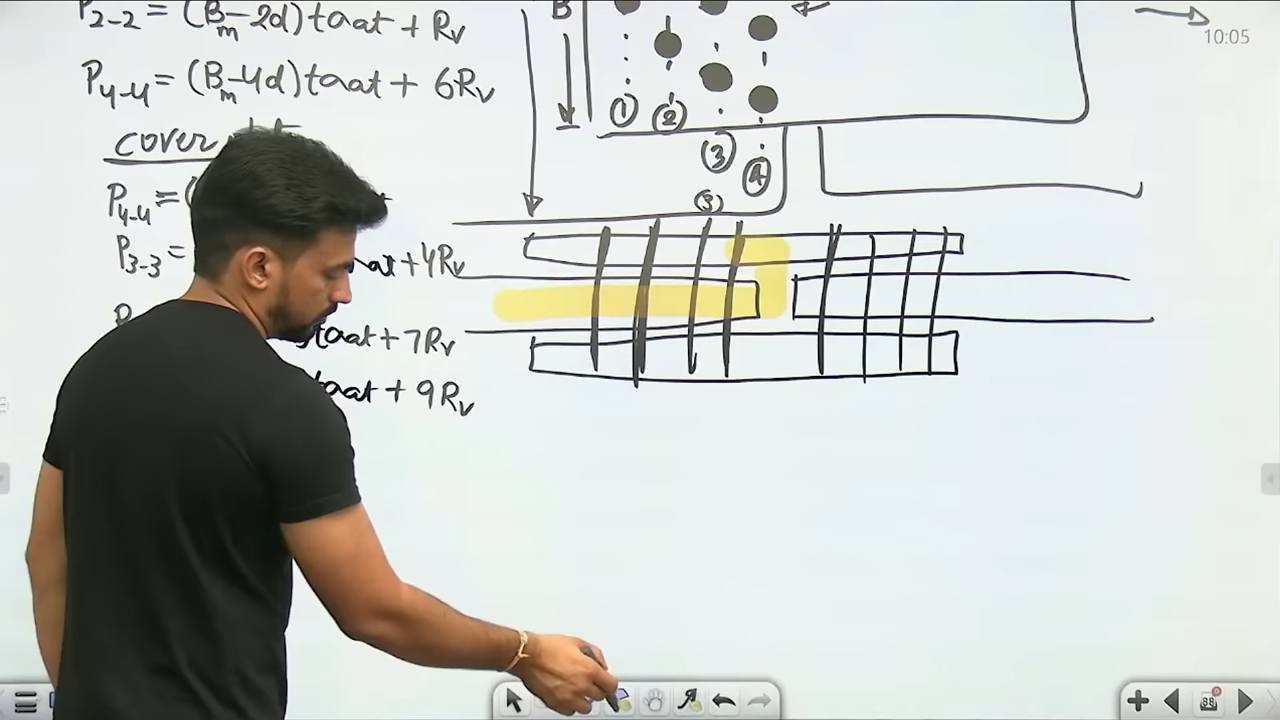 P2-2 = (Bm-2d)taat + Rv
P4-4 = (Bm-4d)taat + 6Rv
cover
P4-4 = (
P3-3 =
at + 4Rv
taat + 7Rv
taat + 9Rv
B
①
②
③
④
(3)
10:05